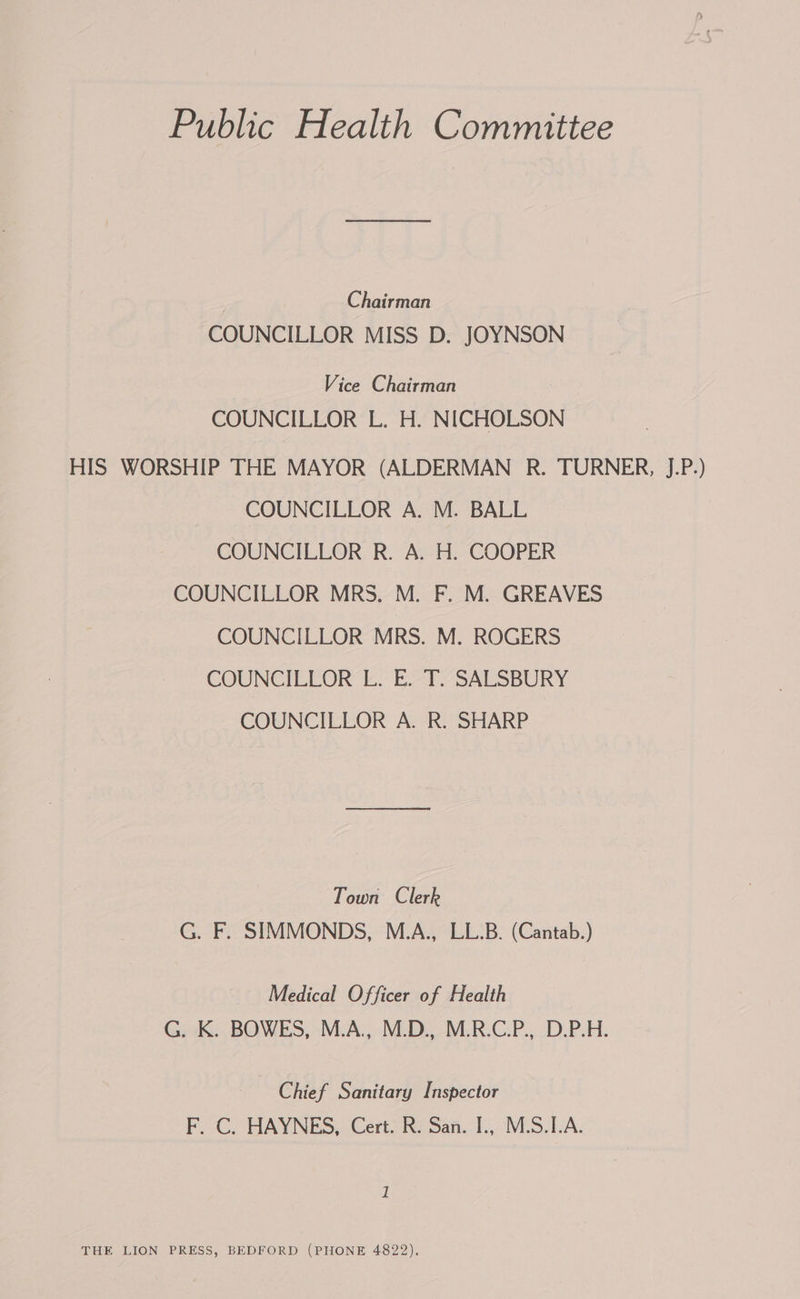 Public Health Committee
Chairman
COUNCILLOR MISS D. JOYNSON
Vice Chairman
COUNCILLOR L. H. NICHOLSON
HIS WORSHIP THE MAYOR (ALDERMAN R. TURNER, J.P.)
COUNCILLOR A. M. BALL
COUNCILLOR R. A. H. COOPER
COUNCILLOR MRS. M. F. M. GREAVES
COUNCILLOR MRS. M. ROGERS
COUNCILLOR L. E. T. SALSBURY
COUNCILLOR A. R. SHARP
Town Clerk
G. F. SIMMONDS, M.A., LL.B. (Cantab.)
Medical Officer of Health
G. K. BOWES, M.A., M.D., M.R.C.P., D.P.H.
Chief Sanitary Inspector
F. C. HAYNES, Cert. R. San. I., M.S.I.A.
1
THE LION PRESS, BEDFORD (PHONE 4822).